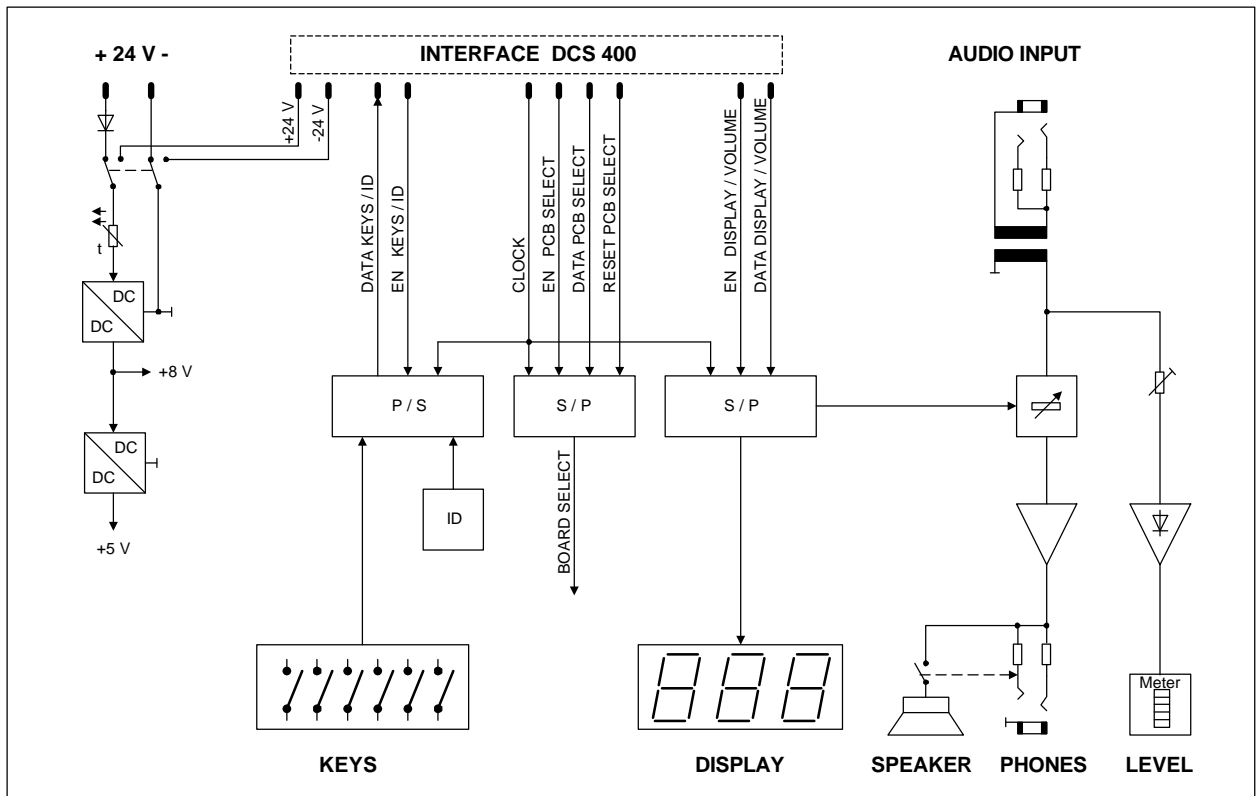 + 24 V -
INTERFACE DCS 400
AUDIO INPUT
+24 V
-24 V
DATA KEYS / ID
EN KEYS / ID
CLOCK
EN PCB SELECT
DATA PCB SELECT
RESET PCB SELECT
EN DISPLAY / VOLUME
DATA DISPLAY / VOLUME
t
DC
DC
+8 V
P / S
S / P
S / P
DC
DC
ID
BOARD SELECT
+5 V
Meter
KEYS
DISPLAY
SPEAKER
PHONES
LEVEL